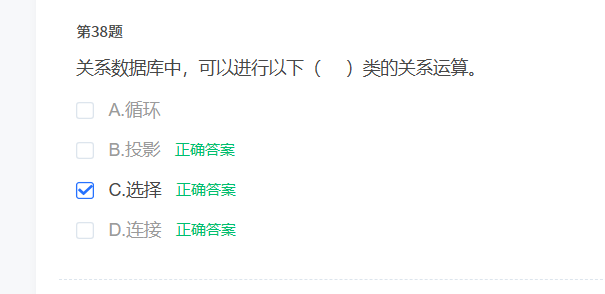 第38题
关系数据库中，可以进行以下（ ）类的关系运算。
A.循环
B.投影 正确答案
C.选择 正确答案
D.连接 正确答案